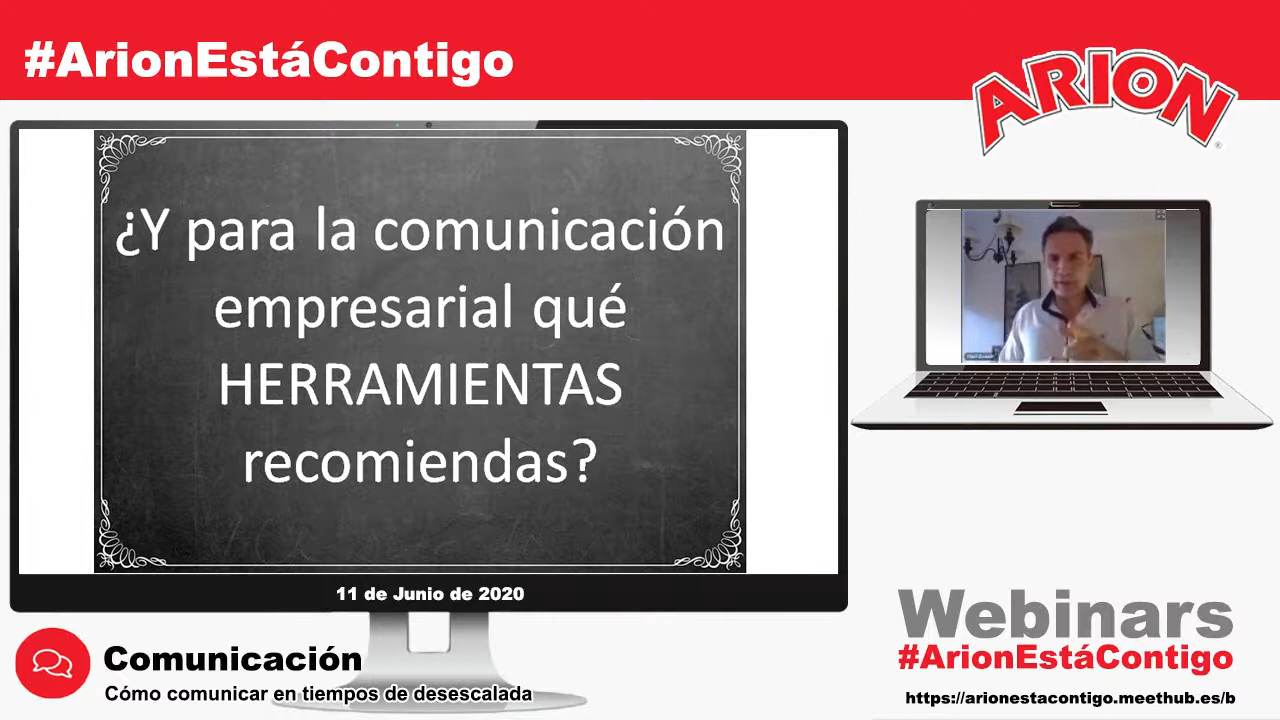 #ArionEstáContigo
ARION
®
¿Y para la comunicación
empresarial qué
HERRAMIENTAS
recomiendas?
11 de Junio de 2020
Comunicación
Cómo comunicar en tiempos de desescalada
Webinars
#ArionEstáContigo
https://arionestacontigo.meethub.es/b